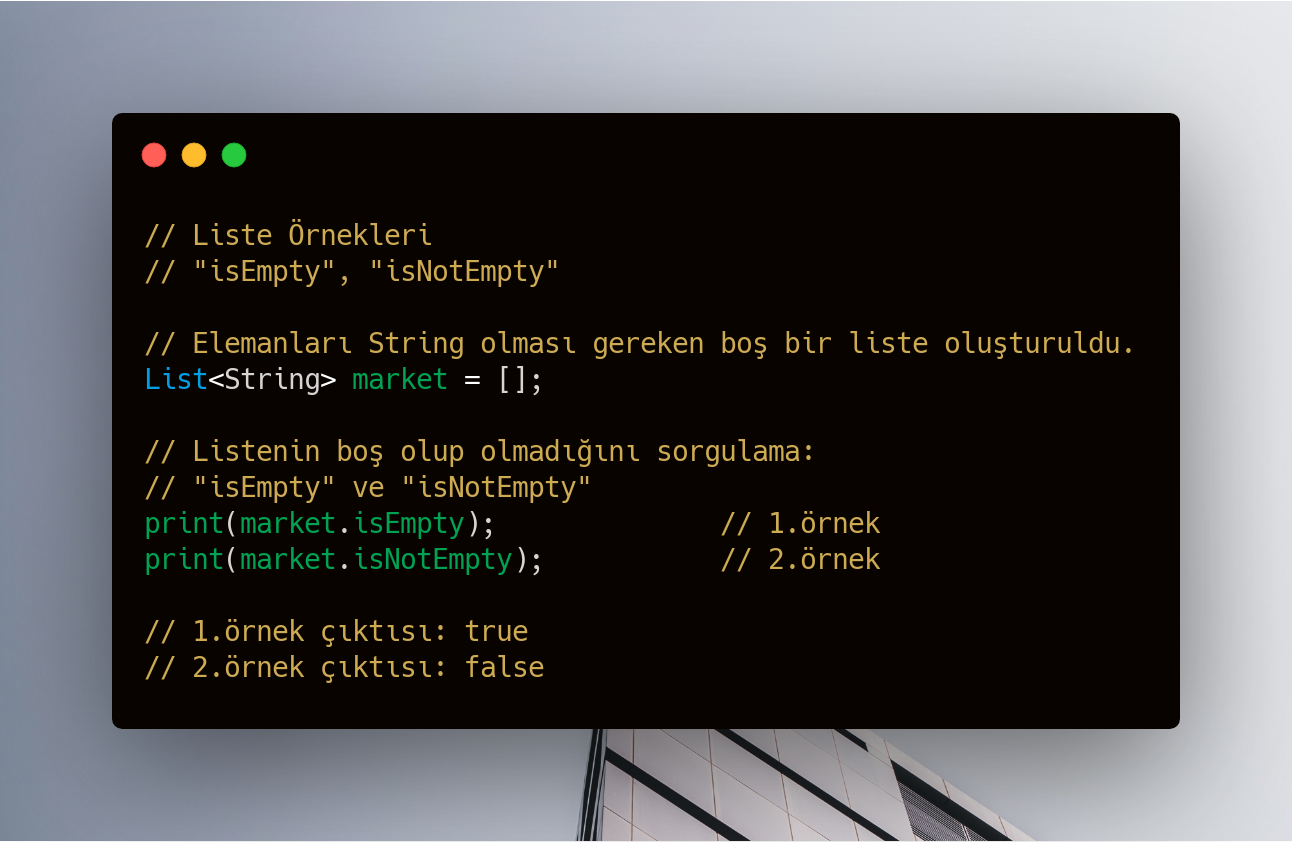 // Liste Örnekleri
// "isEmpty", "isNotEmpty"
// Elemanları String olması gereken boş bir liste oluşturuldu.
List<String> market = [];
// Listenin boş olup olmadığını sorgulama:
// "isEmpty" ve "isNotEmpty"
print(market.isEmpty);              // 1.örnek
print(market.isNotEmpty);           // 2.örnek
// 1.örnek çıktısı: true
// 2.örnek çıktısı: false